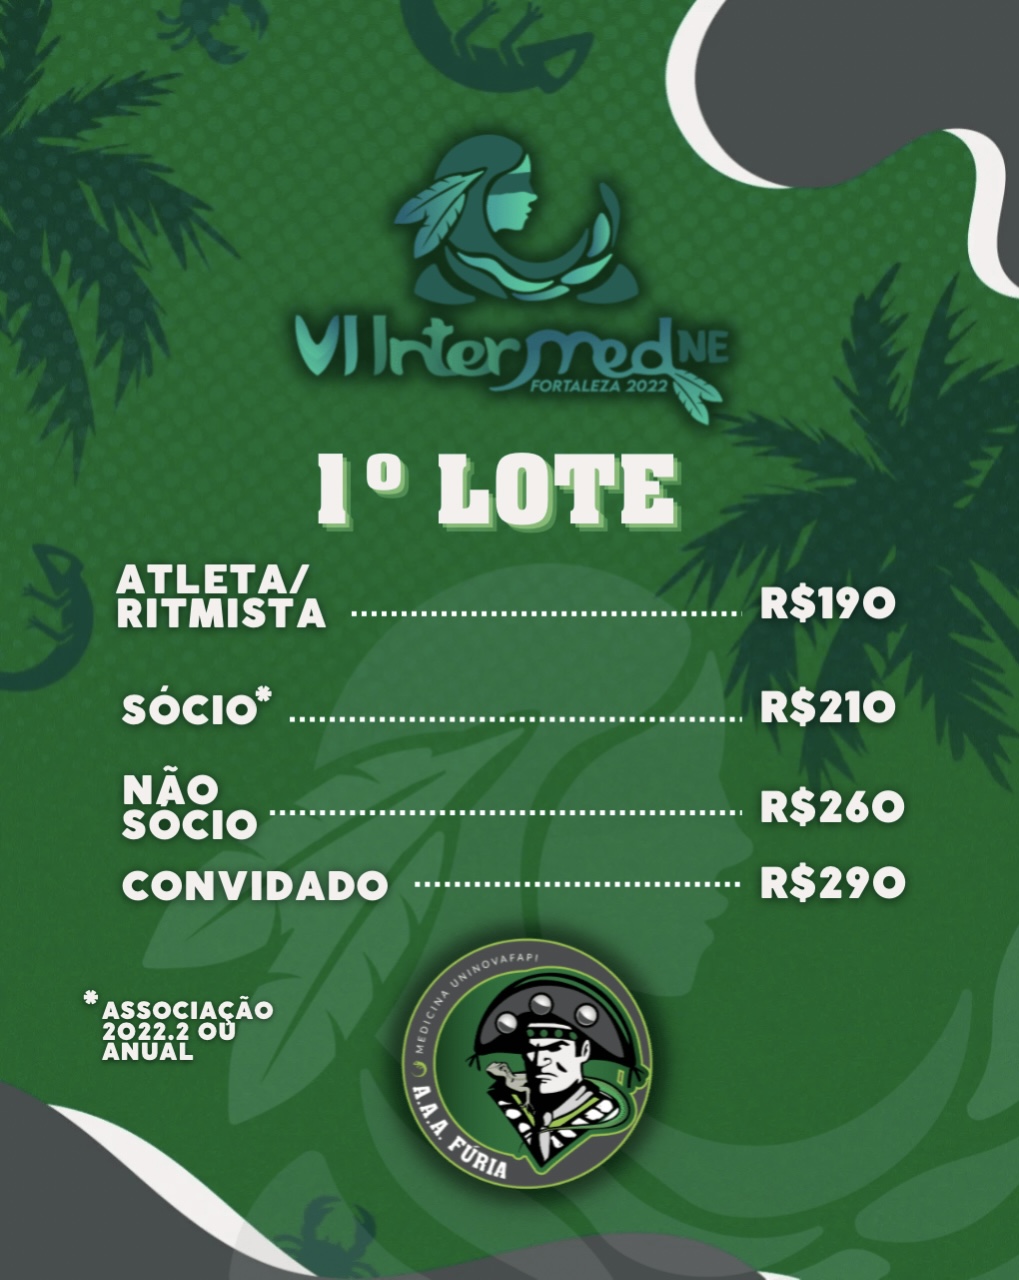 VI InterMed NE
FORTALEZA 2022
1º LOTE
ATLETA/
RITMISTA ........ R$190
SÓCIO* ........ R$210
NÃO
SÓCIO ........ R$260
CONVIDADO ........ R$290
*ASSOCIAÇÃO
2022.2 OU
ANUAL
MEDICINA UNINOVAFAPI
A.A.A. FÚRIA